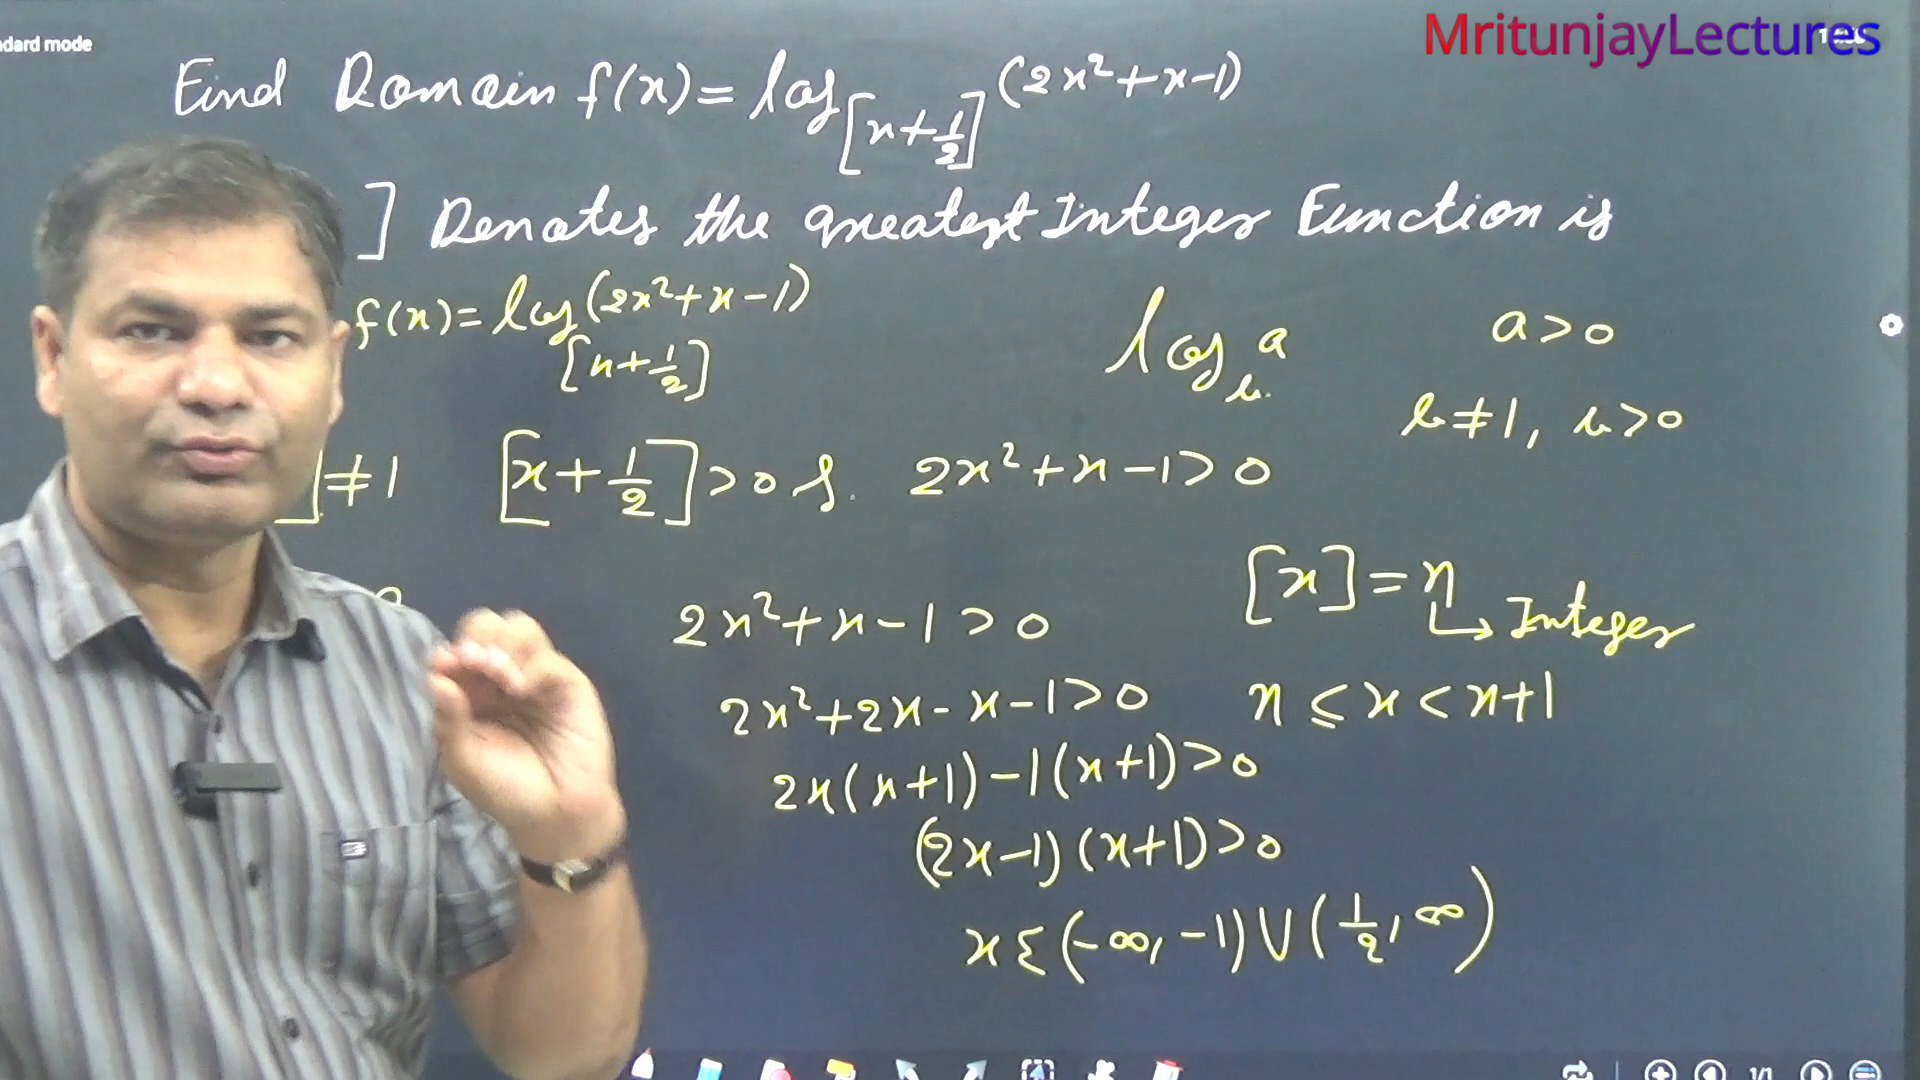 ndard mode
MritunjayLectures
Find Domain f(x) = log[x+1/2] (2x²+x-1)
] Denotes the greatest Integer Function is
f(x) = log[x+1/2] (2x²+x-1)
log_b a
a>0
b≠1, b>0
]≠1 [x+1/2]>0 & 2x²+x-1>0
[x]=n
↳ Integer
2x²+x-1>0
2x²+2x-x-1>0
n≤x<n+1
2x(x+1)-1(x+1)>0
(2x-1)(x+1)>0
x∈(-∞,-1)∪(1/2,∞)
1/1